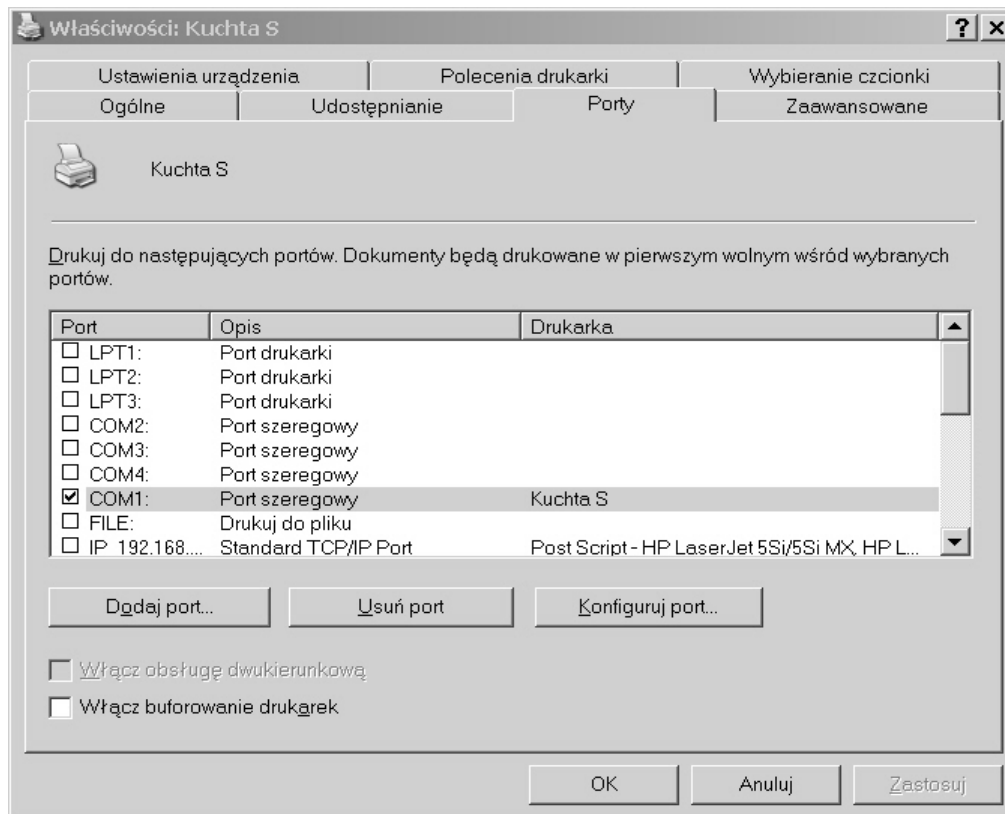 Właściwości: Kuchta S
Ustawienia urządzenia Polecenia drukarki Wybieranie czcionki
Ogólne Udostępnianie Porty Zaawansowane
Kuchta S
Drukuj do następujących portów. Dokumenty będą drukowane w pierwszym wolnym wśród wybranych
portów.
Port Opis Drukarka
LPT1: Port drukarki
LPT2: Port drukarki
LPT3: Port drukarki
COM2: Port szeregowy
COM3: Port szeregowy
COM4: Port szeregowy
COM1: Port szeregowy Kuchta S
FILE: Drukuj do pliku
IP_192.168.... Standard TCP/IP Port Post Script - HP LaserJet 5Si/5Si MX, HP L...
Dodaj port... Usuń port Konfiguruj port...
Włącz obsługę dwukierunkową
Włącz buforowanie drukarek
OK Anuluj Zastosuj